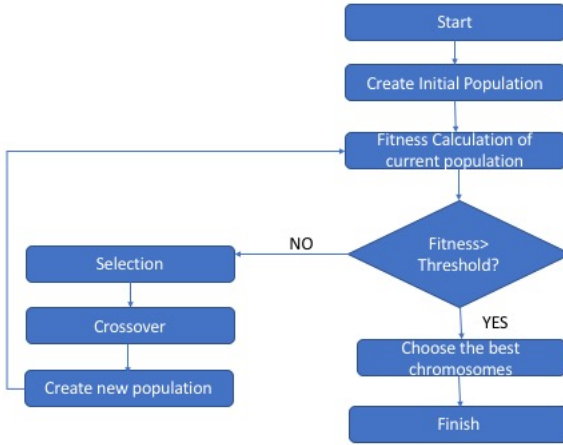 Start
Create Initial Population
Fitness Calculation of
current population
Fitness>
Threshold?
NO
YES
Selection
Crossover
Create new population
Choose the best
chromosomes
Finish